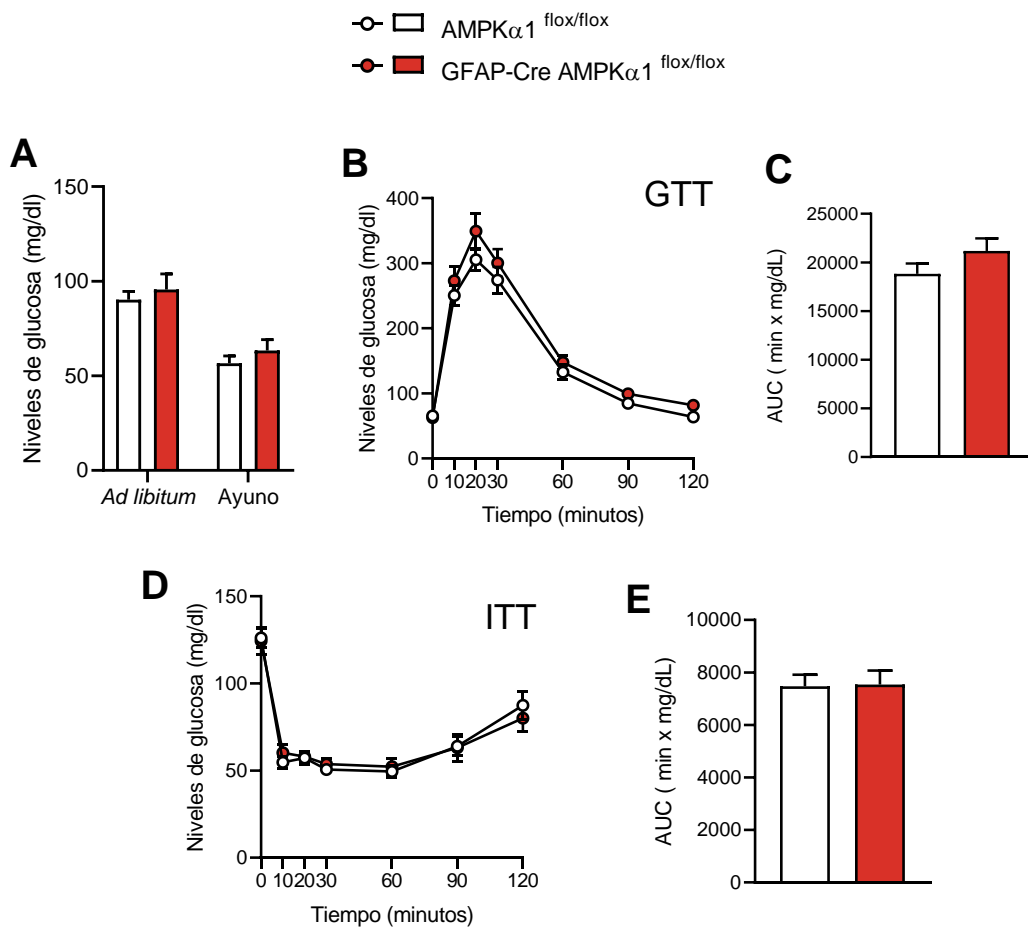 AMPKα1 flox/flox
GFAP-Cre AMPKα1 flox/flox
A
Niveles de glucosa (mg/dl)
150
100
50
0
Ad libitum
Ayuno
B
GTT
Niveles de glucosa (mg/dl)
400
300
200
100
0
0 10 20 30 60 90 120
Tiempo (minutos)
C
AUC ( min x mg/dL)
25000
20000
15000
10000
5000
0
D
ITT
Niveles de glucosa (mg/dl)
150
100
50
0
0 10 20 30 60 90 120
Tiempo (minutos)
E
AUC ( min x mg/dL)
10000
8000
6000
4000
2000
0